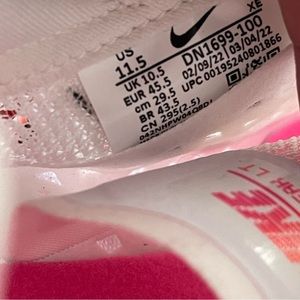 US
11.5
XE
UK 10.5
EUR 45.5
cm 29.5
BR 43.5
CN 295(2.5)
DN1699-100
02/09/22 03/04/22
UPC 00195240801866